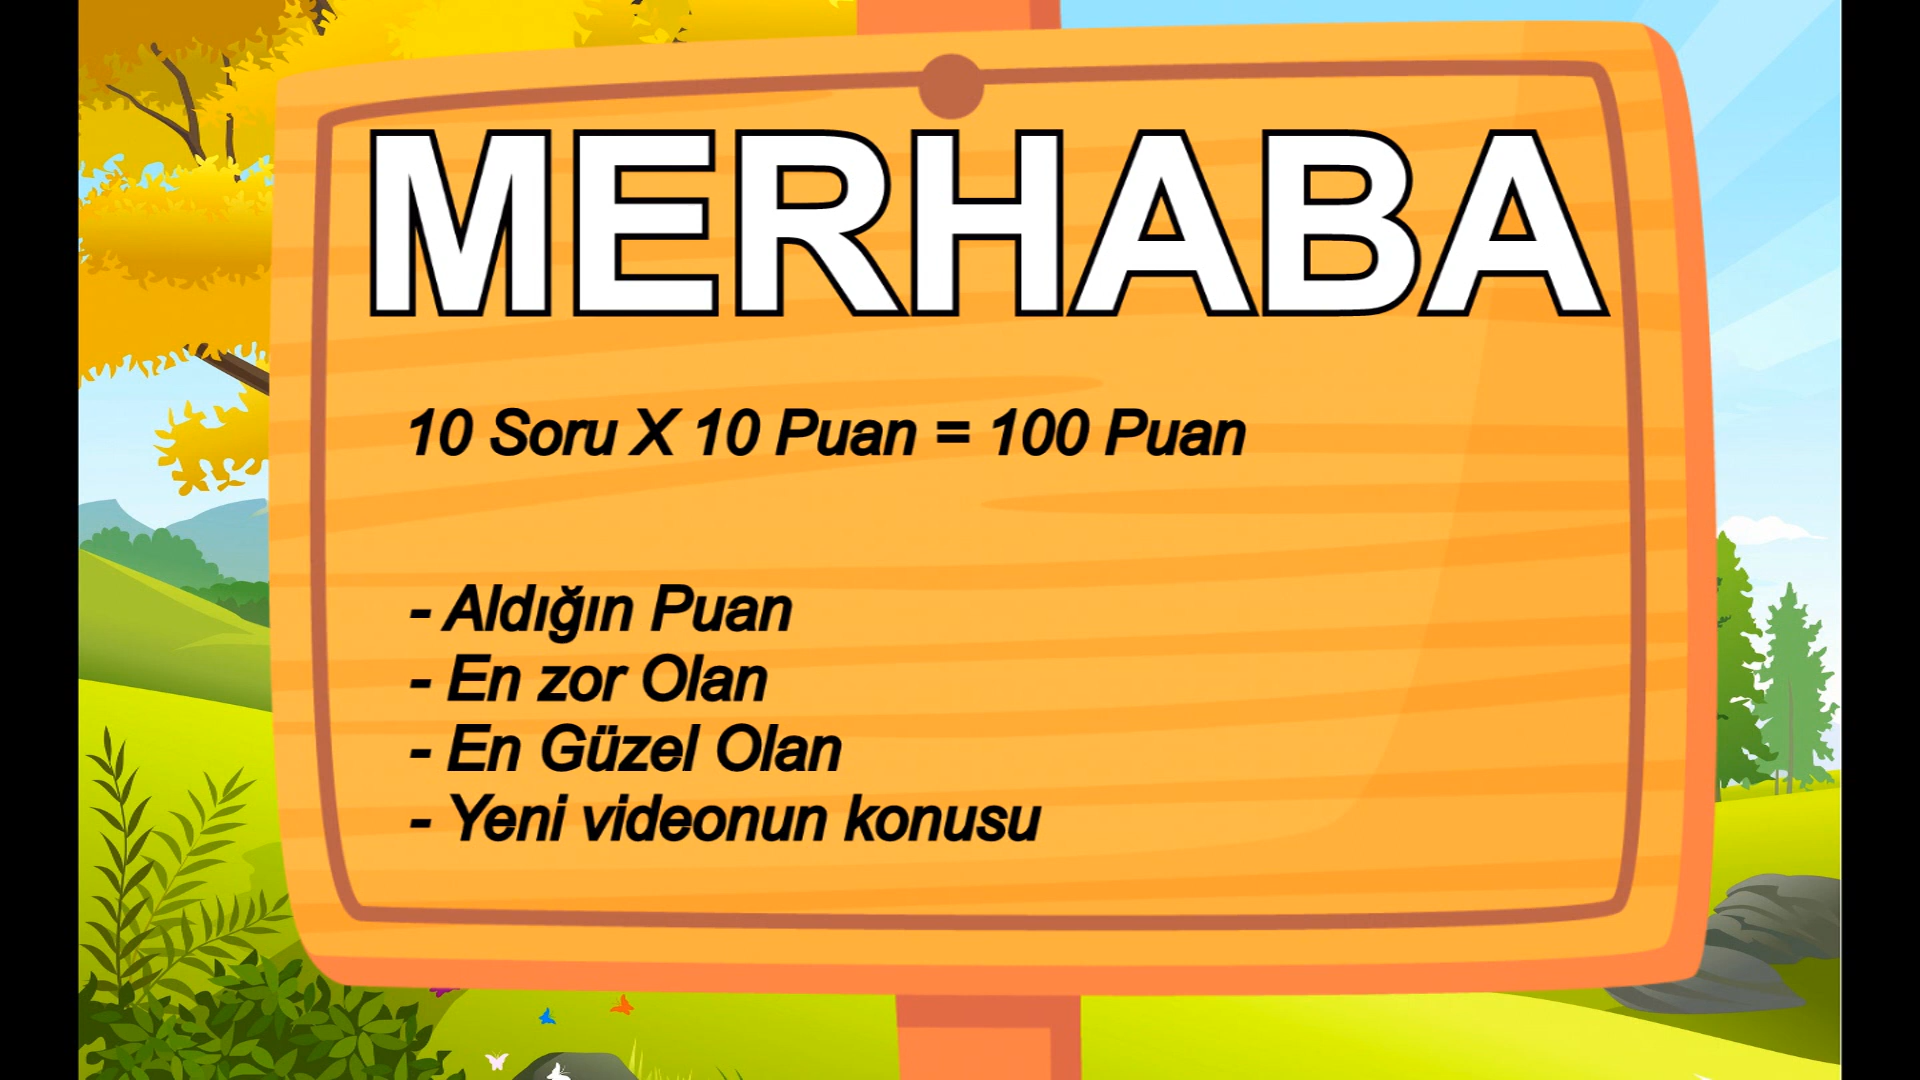 MERHABA
10 Soru X 10 Puan = 100 Puan
- Aldığın Puan
- En zor Olan
- En Güzel Olan
- Yeni videonun konusu